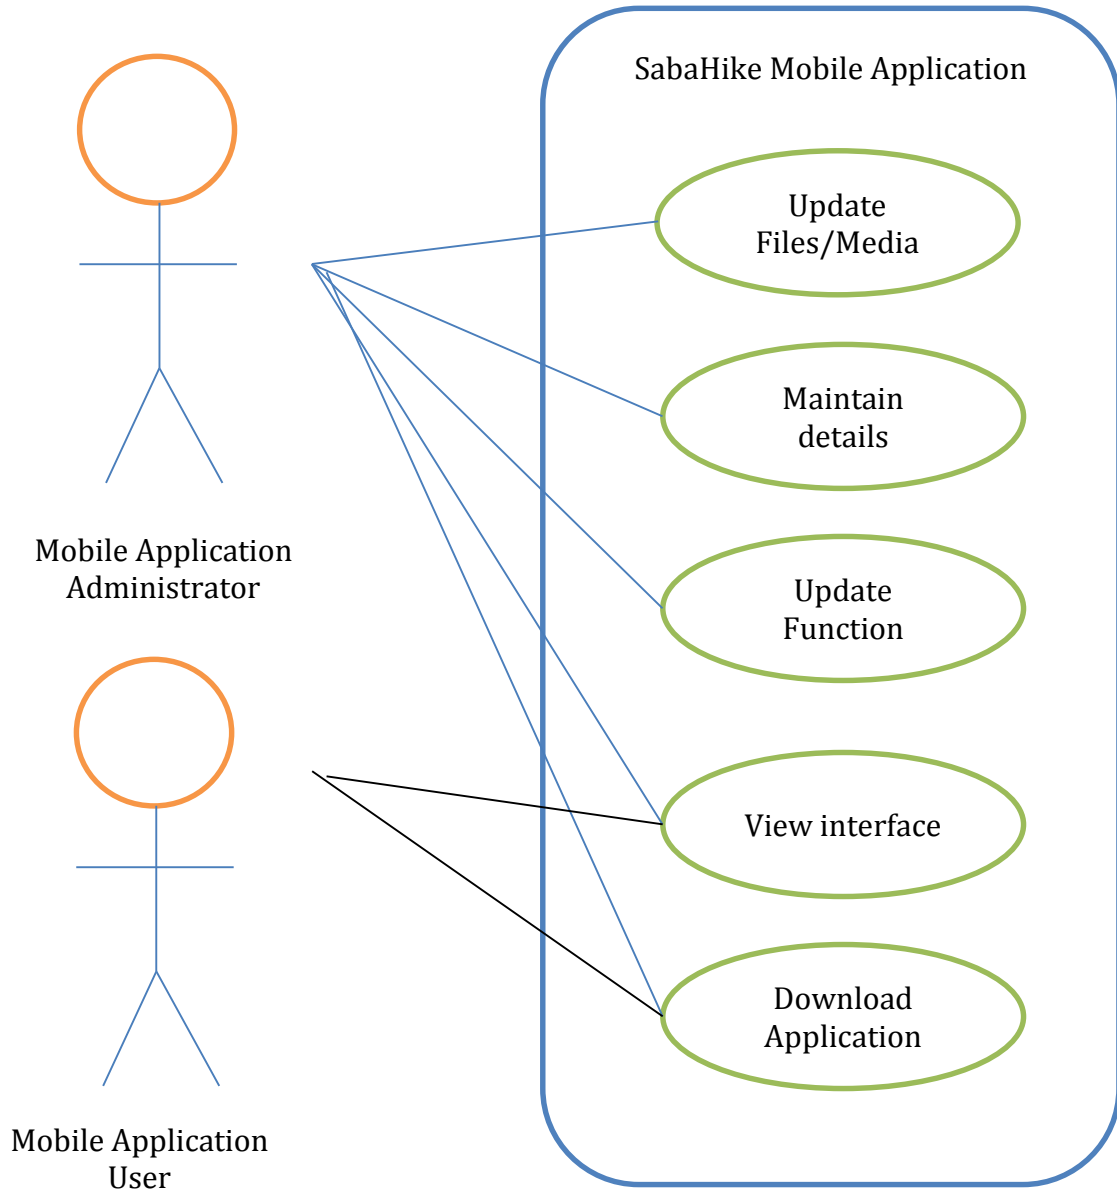 SabaHike Mobile Application
Update
Files/Media
Maintain
details
Update
Function
View interface
Download
Application
Mobile Application
Administrator
Mobile Application
User